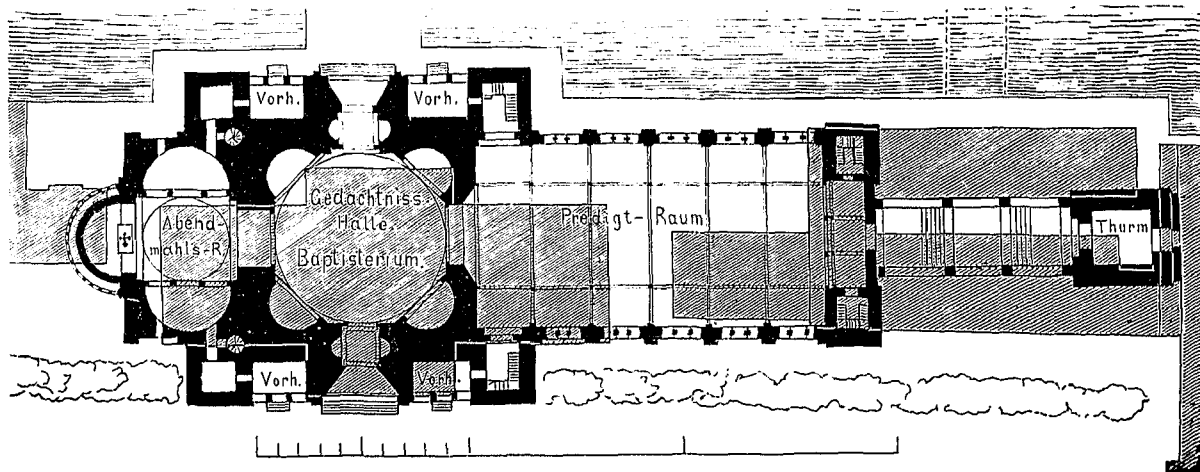 Vorh.
Vorh.
Gedächtniss-
Halle.
Baptisterium.
Abend-
mahls-R.
Predigt-Raum
Thurm
Vorh.
Vorh.